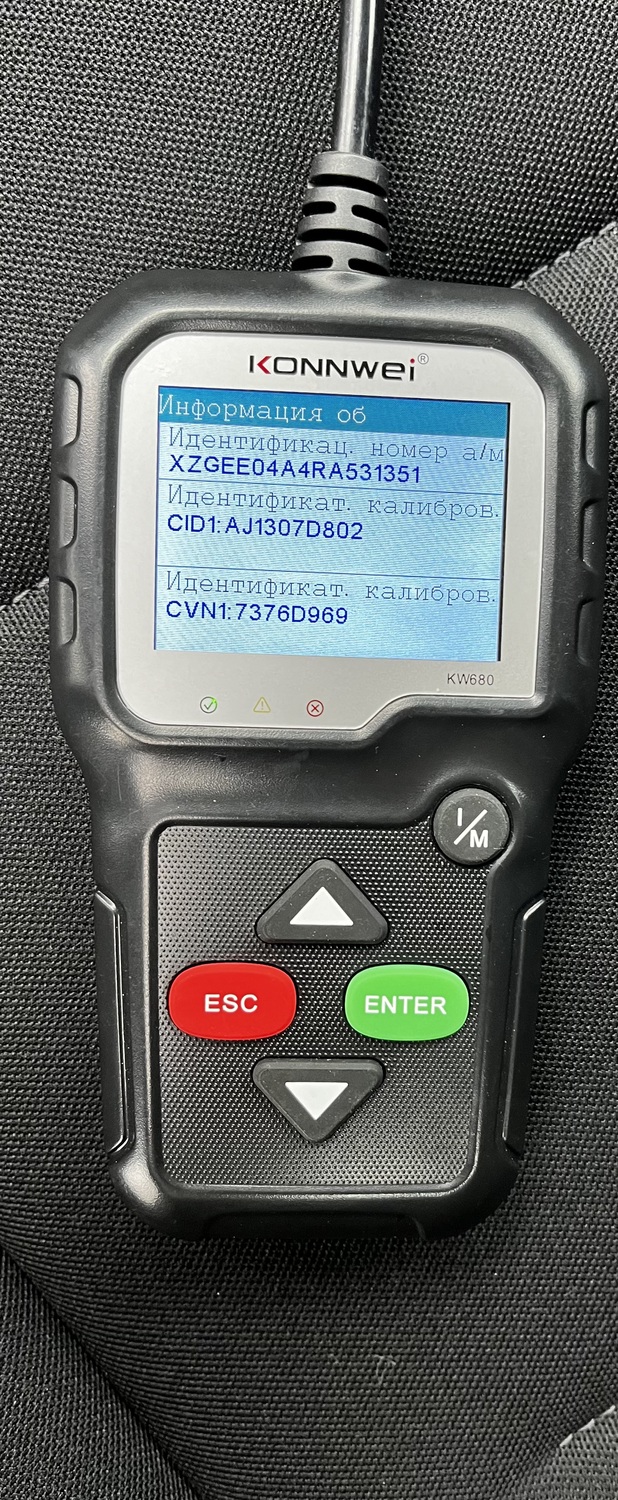 KONNWEI®
Информация об
Идентификац. номер а/м
XZGEE04A4RA531351
Идентификат. калибров.
CID1:AJ1307D802
Идентификат. калибров.
CVN1:7376D969
KW680
I/M
ESC
ENTER